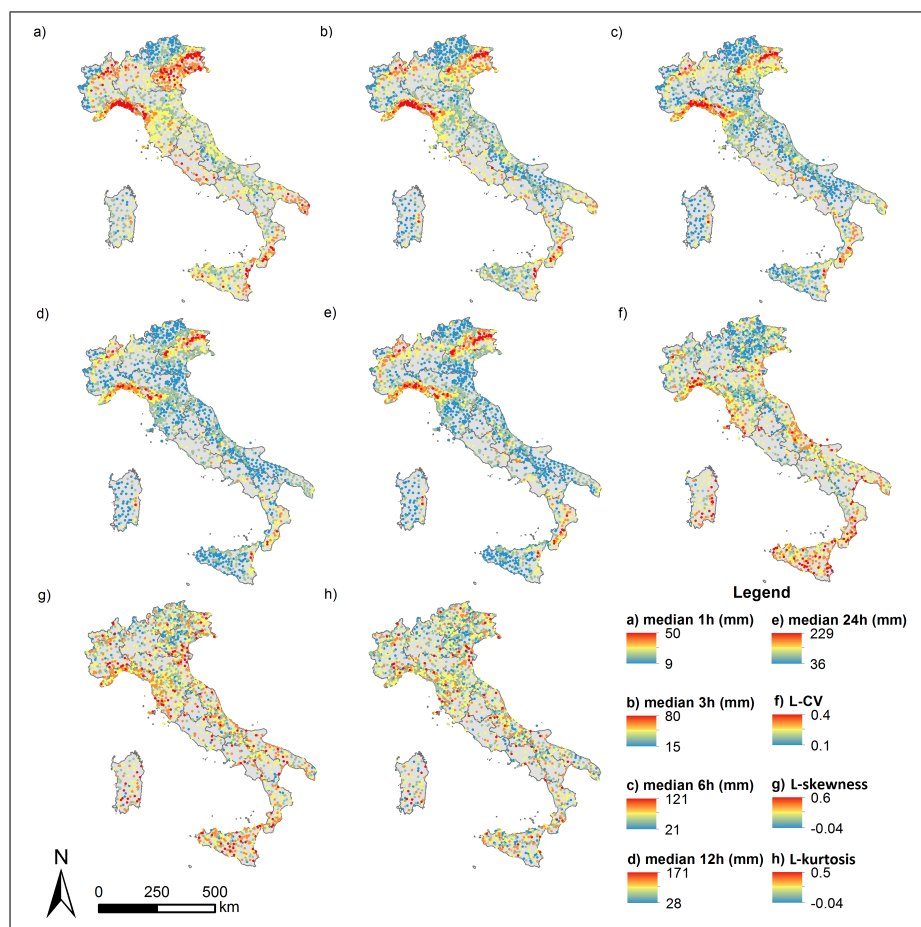 a)
b)
c)
d)
e)
f)
g)
h)
Legend
a) median 1h (mm)
50
9
e) median 24h (mm)
229
36
b) median 3h (mm)
80
15
f) L-CV
0.4
0.1
c) median 6h (mm)
121
21
g) L-skewness
0.6
-0.04
d) median 12h (mm)
171
28
h) L-kurtosis
0.5
-0.04
N
0 250 500
km